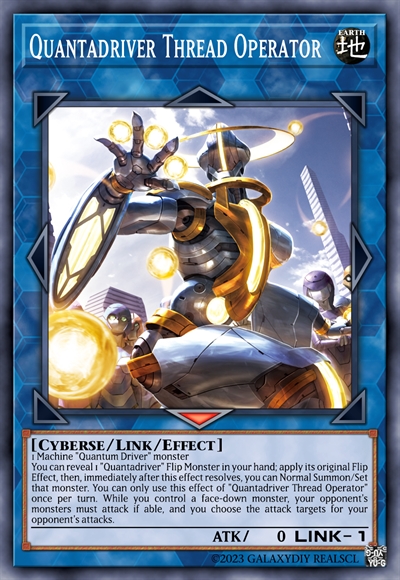 QUANTADRIVER THREAD OPERATOR
EARTH
地
[CYBERSE/LINK/EFFECT]
1 Machine "Quantum Driver" monster
You can reveal 1 "Quantadriver" Flip Monster in your hand; apply its original Flip
Effect, then, immediately after this effect resolves, you can Normal Summon/Set
that monster. You can only use this effect of "Quantadriver Thread Operator"
once per turn. While you control a face-down monster, your opponent's
monsters must attack if able, and you choose the attack targets for your
opponent's attacks.
ATK/ 0 LINK-1
©2023 GALAXYDIY REALSCL